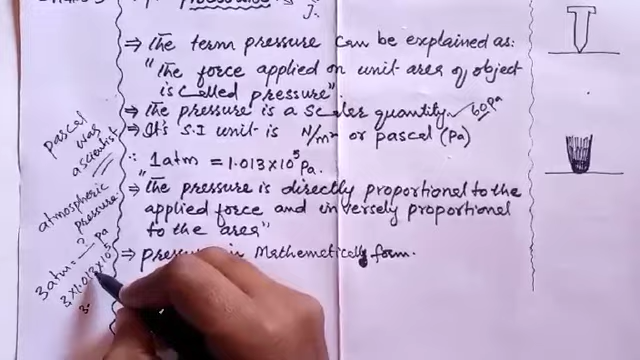 ⇒ The term pressure can be explained as:
"The force applied on unit area of object
is called pressure".
⇒ The pressure is a scaler quantity. 60Pa
⇒ It's S.I unit is N/m² or pascal (Pa)
∴ 1atm = 1.013×10⁵ Pa.
"
⇒ The pressure is directly proportional to the
applied force and inversely proportional
to the area"
⇒ pressure in Mathematically form.
pascal
was
a scientist
atmospheric
pressure.
3atm = ? Pa
3×1.013×10⁵
3.